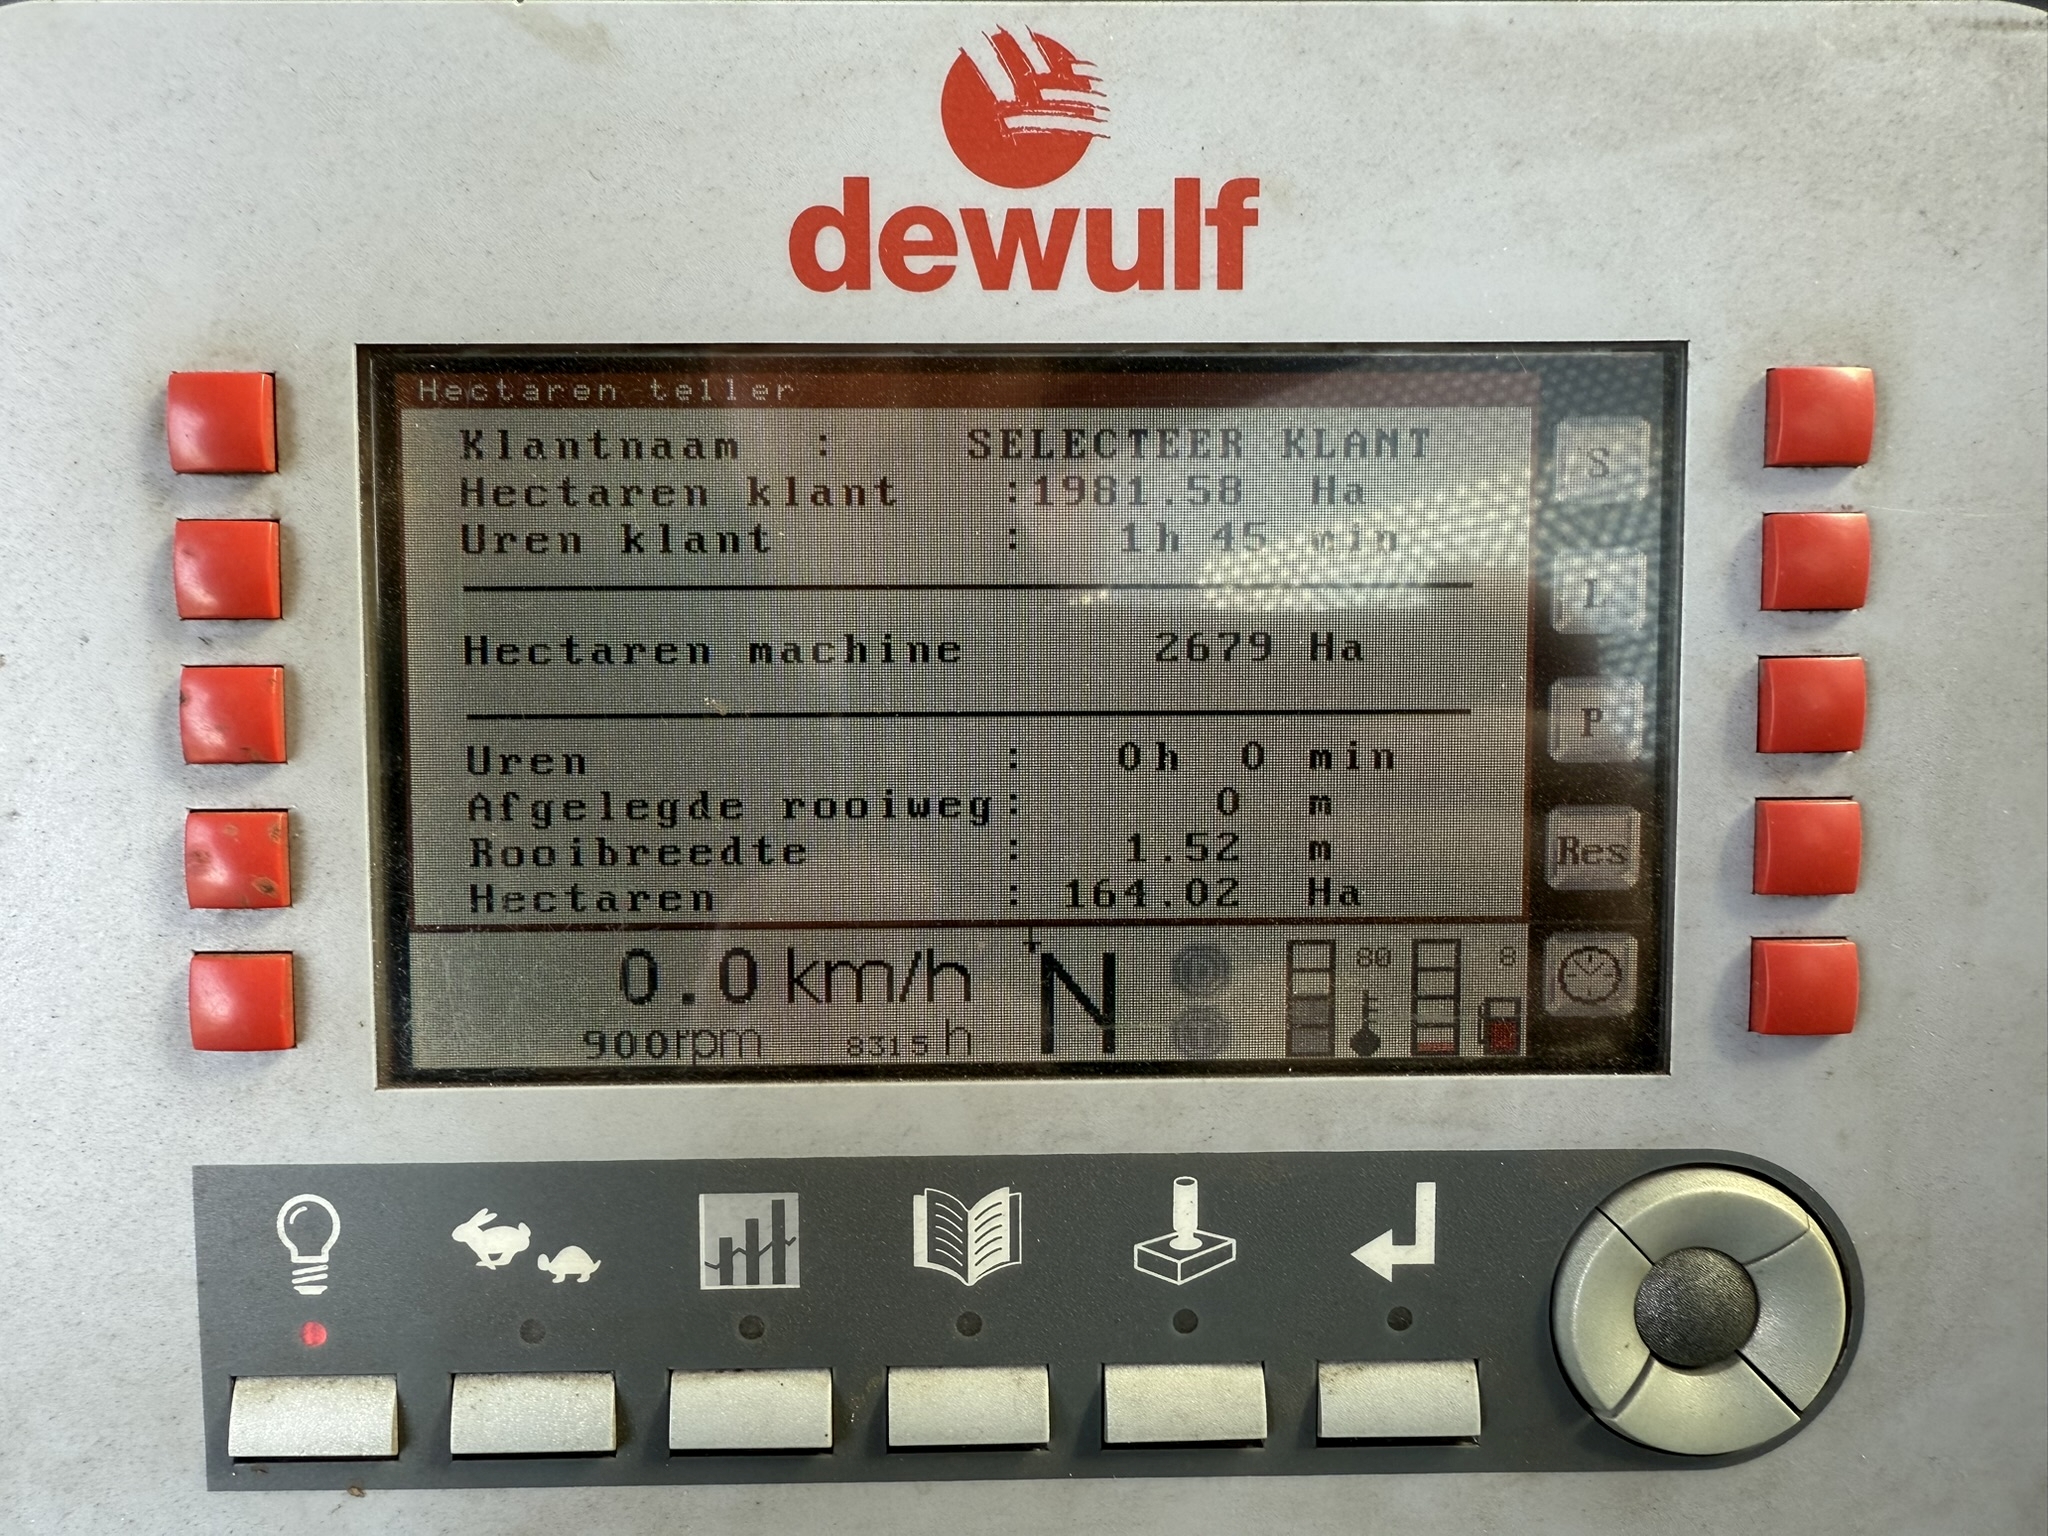 dewulf
Hectaren teller
Klantnaam : SELECTEER KLANT
Hectaren klant :1981.58 Ha
Uren klant : 1h 45 min
Hectaren machine 2679 Ha
Uren : 0h 0 min
Afgelegde rooiweg: 0 m
Rooibreedte : 1.52 m
Hectaren : 164.02 Ha
0.0 km/h N 80 8
900rpm 8315 h
S
L
P
Res